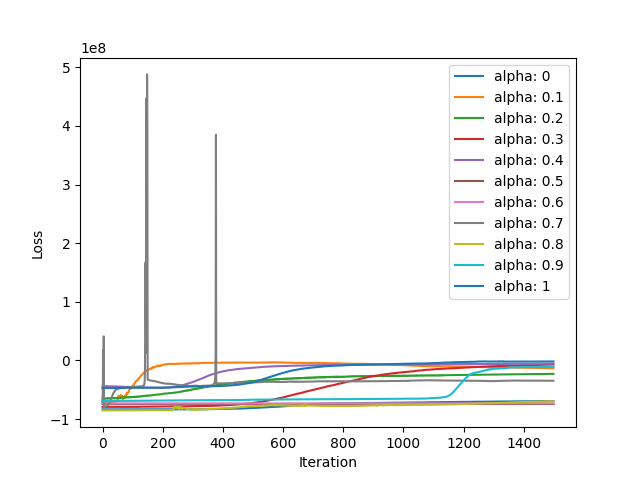 1e8
5
4
3
2
1
0
−1
Loss
0
200
400
600
800
1000
1200
1400
Iteration
alpha: 0
alpha: 0.1
alpha: 0.2
alpha: 0.3
alpha: 0.4
alpha: 0.5
alpha: 0.6
alpha: 0.7
alpha: 0.8
alpha: 0.9
alpha: 1